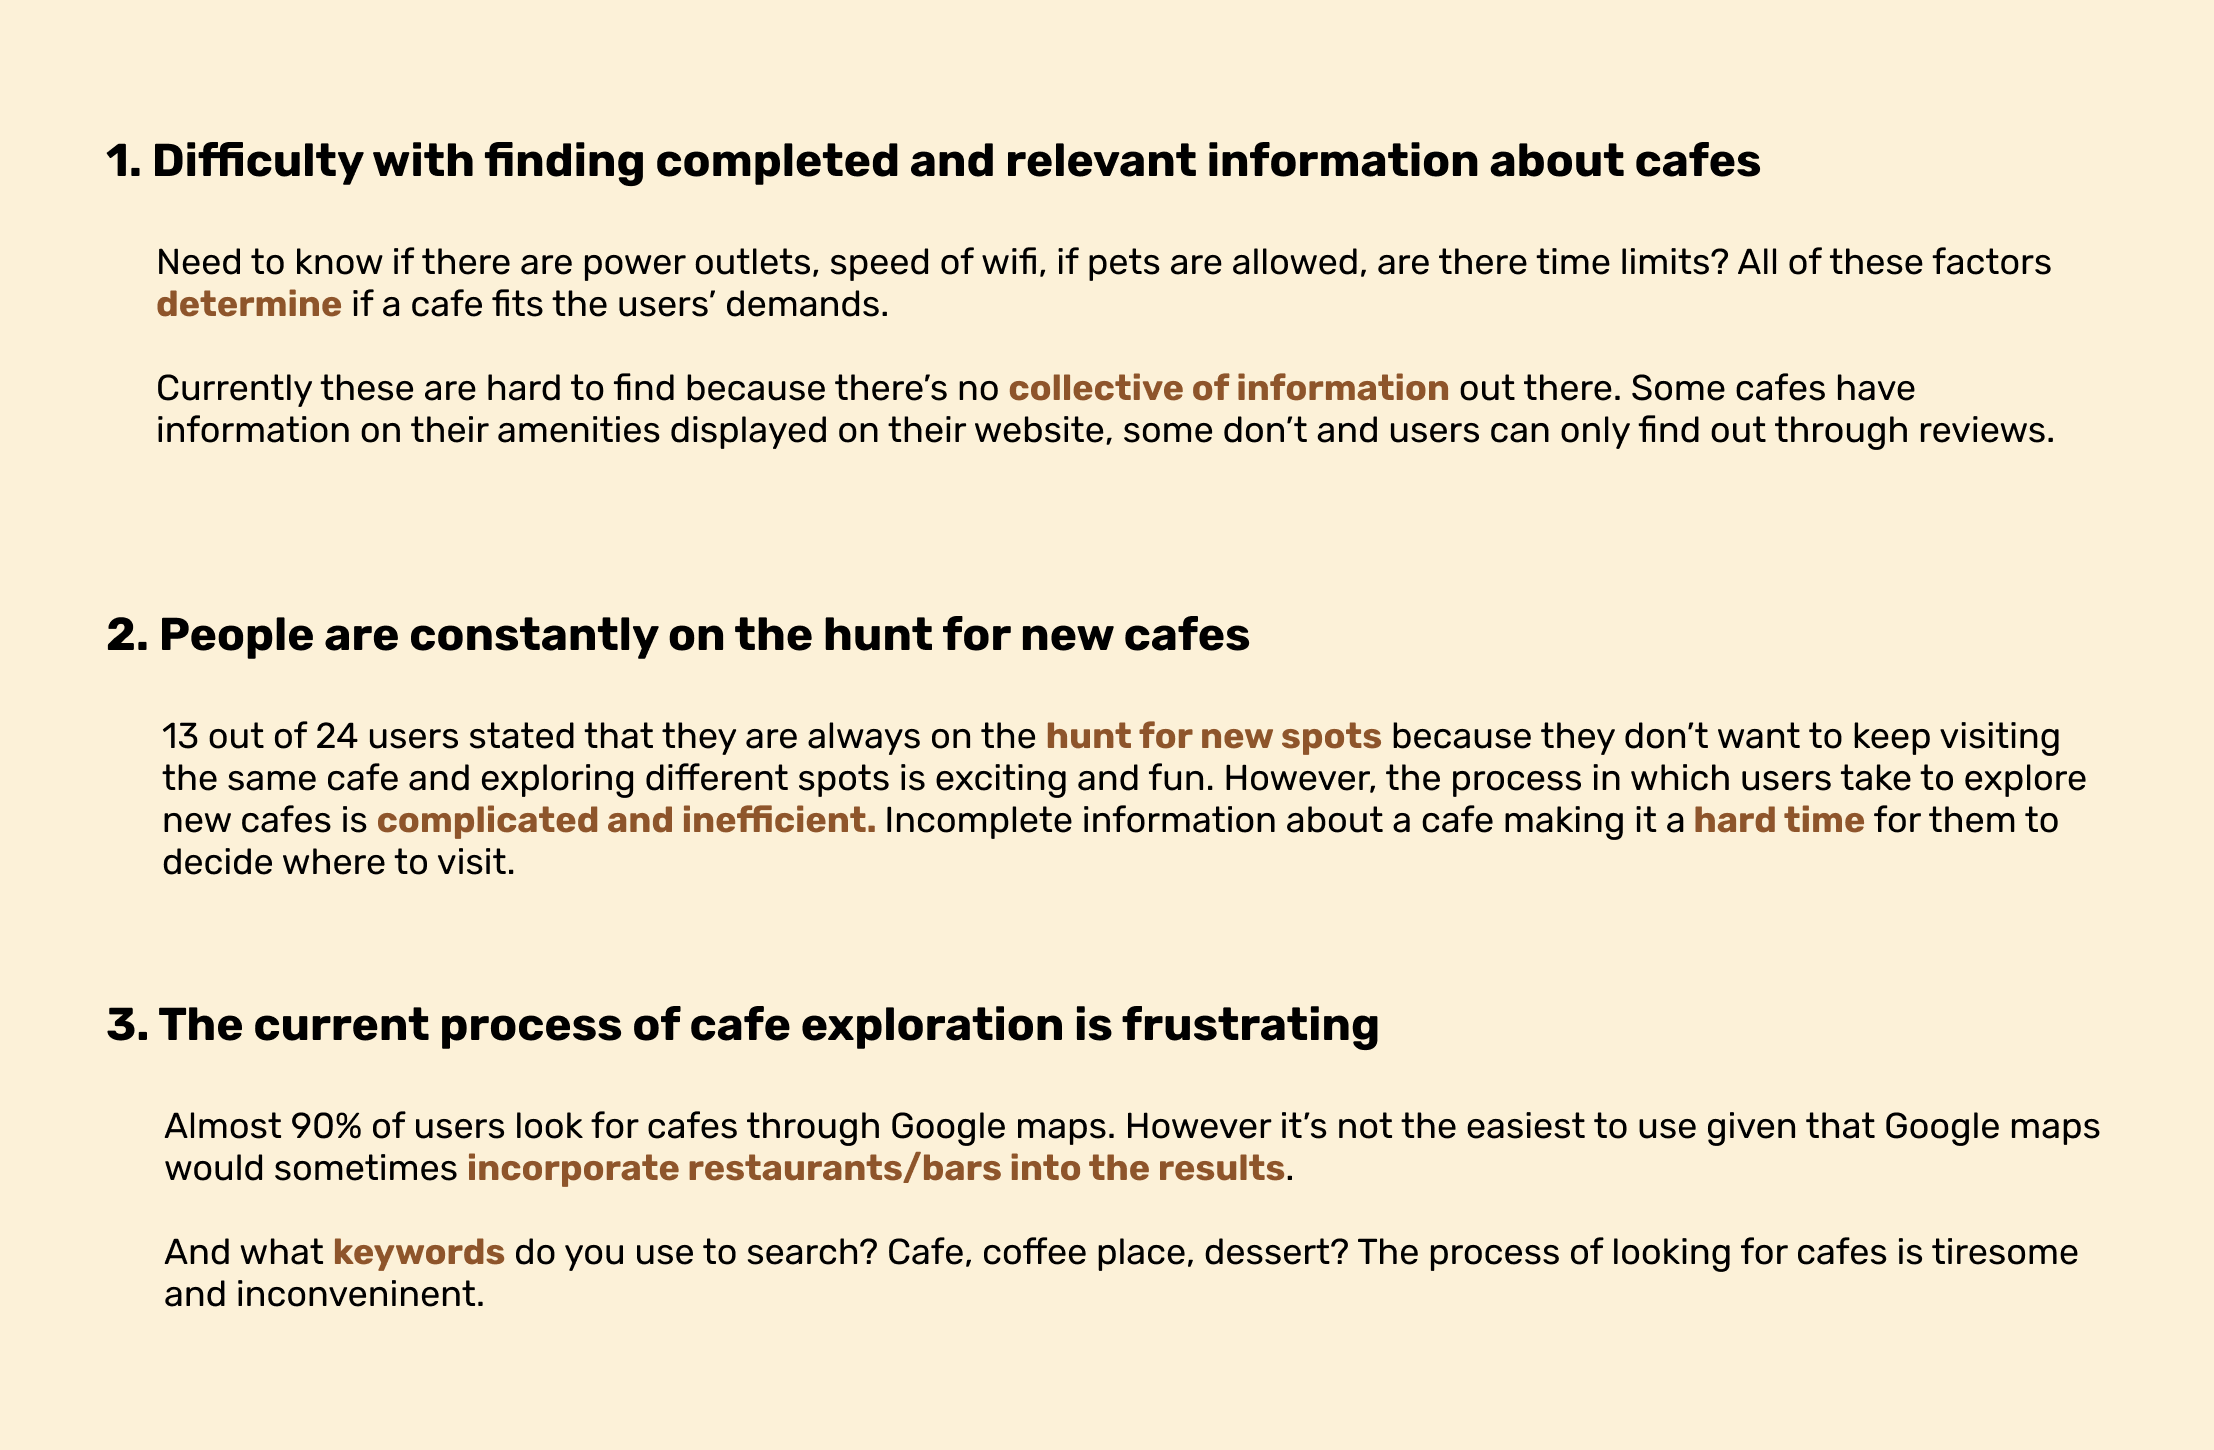 1. Difficulty with finding completed and relevant information about cafes
Need to know if there are power outlets, speed of wifi, if pets are allowed, are there time limits? All of these factors
determine if a cafe fits the users’ demands.
Currently these are hard to find because there’s no collective of information out there. Some cafes have
information on their amenities displayed on their website, some don’t and users can only find out through reviews.
2. People are constantly on the hunt for new cafes
13 out of 24 users stated that they are always on the hunt for new spots because they don’t want to keep visiting
the same cafe and exploring different spots is exciting and fun. However, the process in which users take to explore
new cafes is complicated and inefficient. Incomplete information about a cafe making it a hard time for them to
decide where to visit.
3. The current process of cafe exploration is frustrating
Almost 90% of users look for cafes through Google maps. However it’s not the easiest to use given that Google maps
would sometimes incorporate restaurants/bars into the results.
And what keywords do you use to search? Cafe, coffee place, dessert? The process of looking for cafes is tiresome
and inconveninent.